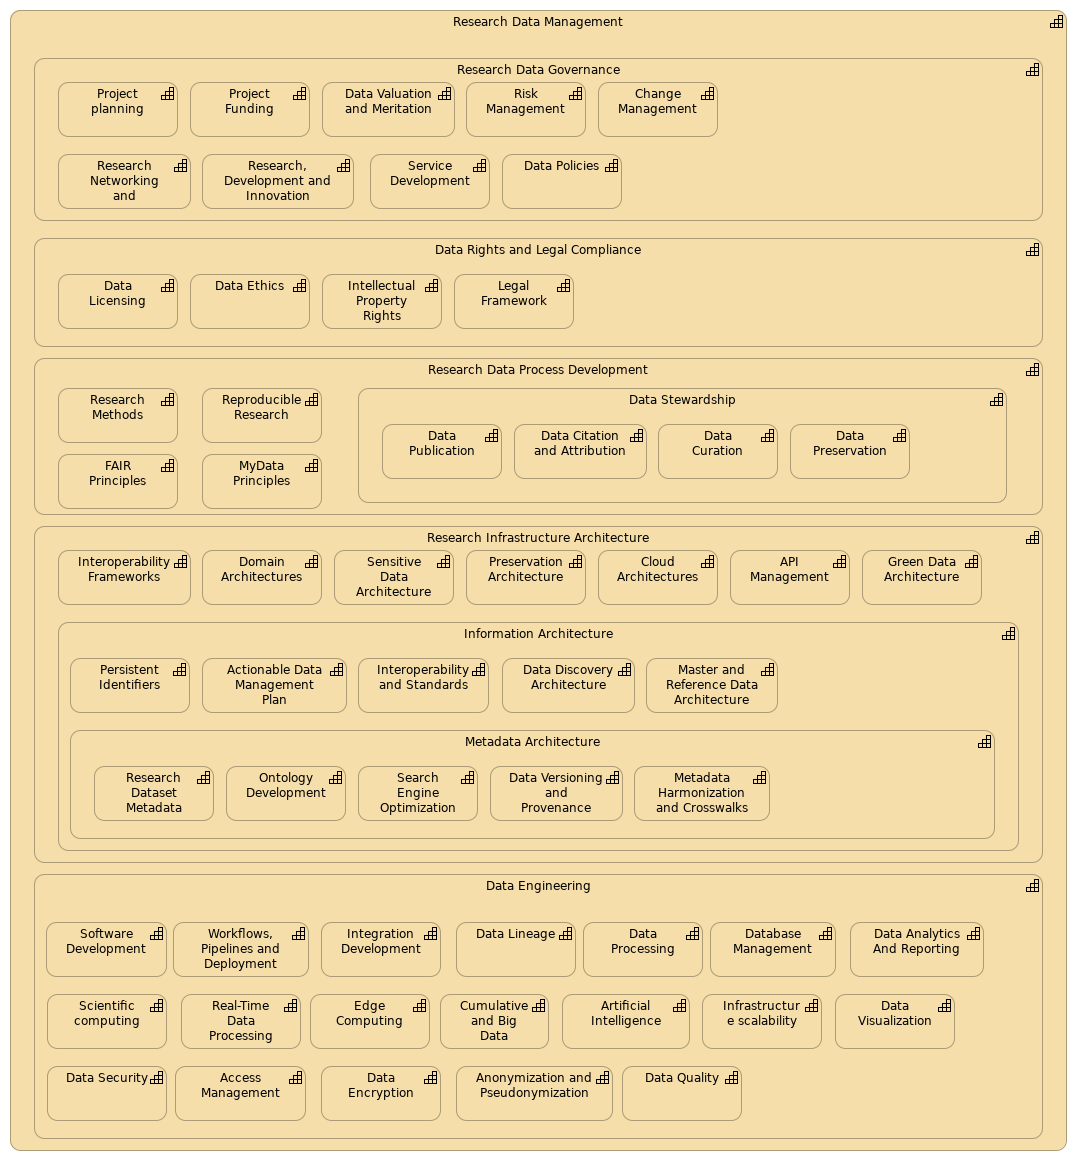 Research Data Management
Research Data Governance
Project
planning
Project
Funding
Data Valuation
and Meritation
Risk
Management
Change
Management
Research
Networking
and
Research,
Development and
Innovation
Service
Development
Data Policies
Data Rights and Legal Compliance
Data
Licensing
Data Ethics
Intellectual
Property
Rights
Legal
Framework
Research Data Process Development
Research
Methods
Reproducible
Research
FAIR
Principles
MyData
Principles
Data Stewardship
Data
Publication
Data Citation
and Attribution
Data
Curation
Data
Preservation
Research Infrastructure Architecture
Interoperability
Frameworks
Domain
Architectures
Sensitive
Data
Architecture
Preservation
Architecture
Cloud
Architectures
API
Management
Green Data
Architecture
Information Architecture
Persistent
Identifiers
Actionable Data
Management
Plan
Interoperability
and Standards
Data Discovery
Architecture
Master and
Reference Data
Architecture
Metadata Architecture
Research
Dataset
Metadata
Ontology
Development
Search
Engine
Optimization
Data Versioning
and
Provenance
Metadata
Harmonization
and Crosswalks
Data Engineering
Software
Development
Workflows,
Pipelines and
Deployment
Integration
Development
Data Lineage
Data
Processing
Database
Management
Data Analytics
And Reporting
Scientific
computing
Real-Time
Data
Processing
Edge
Computing
Cumulative
and Big
Data
Artificial
Intelligence
Infrastructur
e scalability
Data
Visualization
Data Security
Access
Management
Data
Encryption
Anonymization and
Pseudonymization
Data Quality